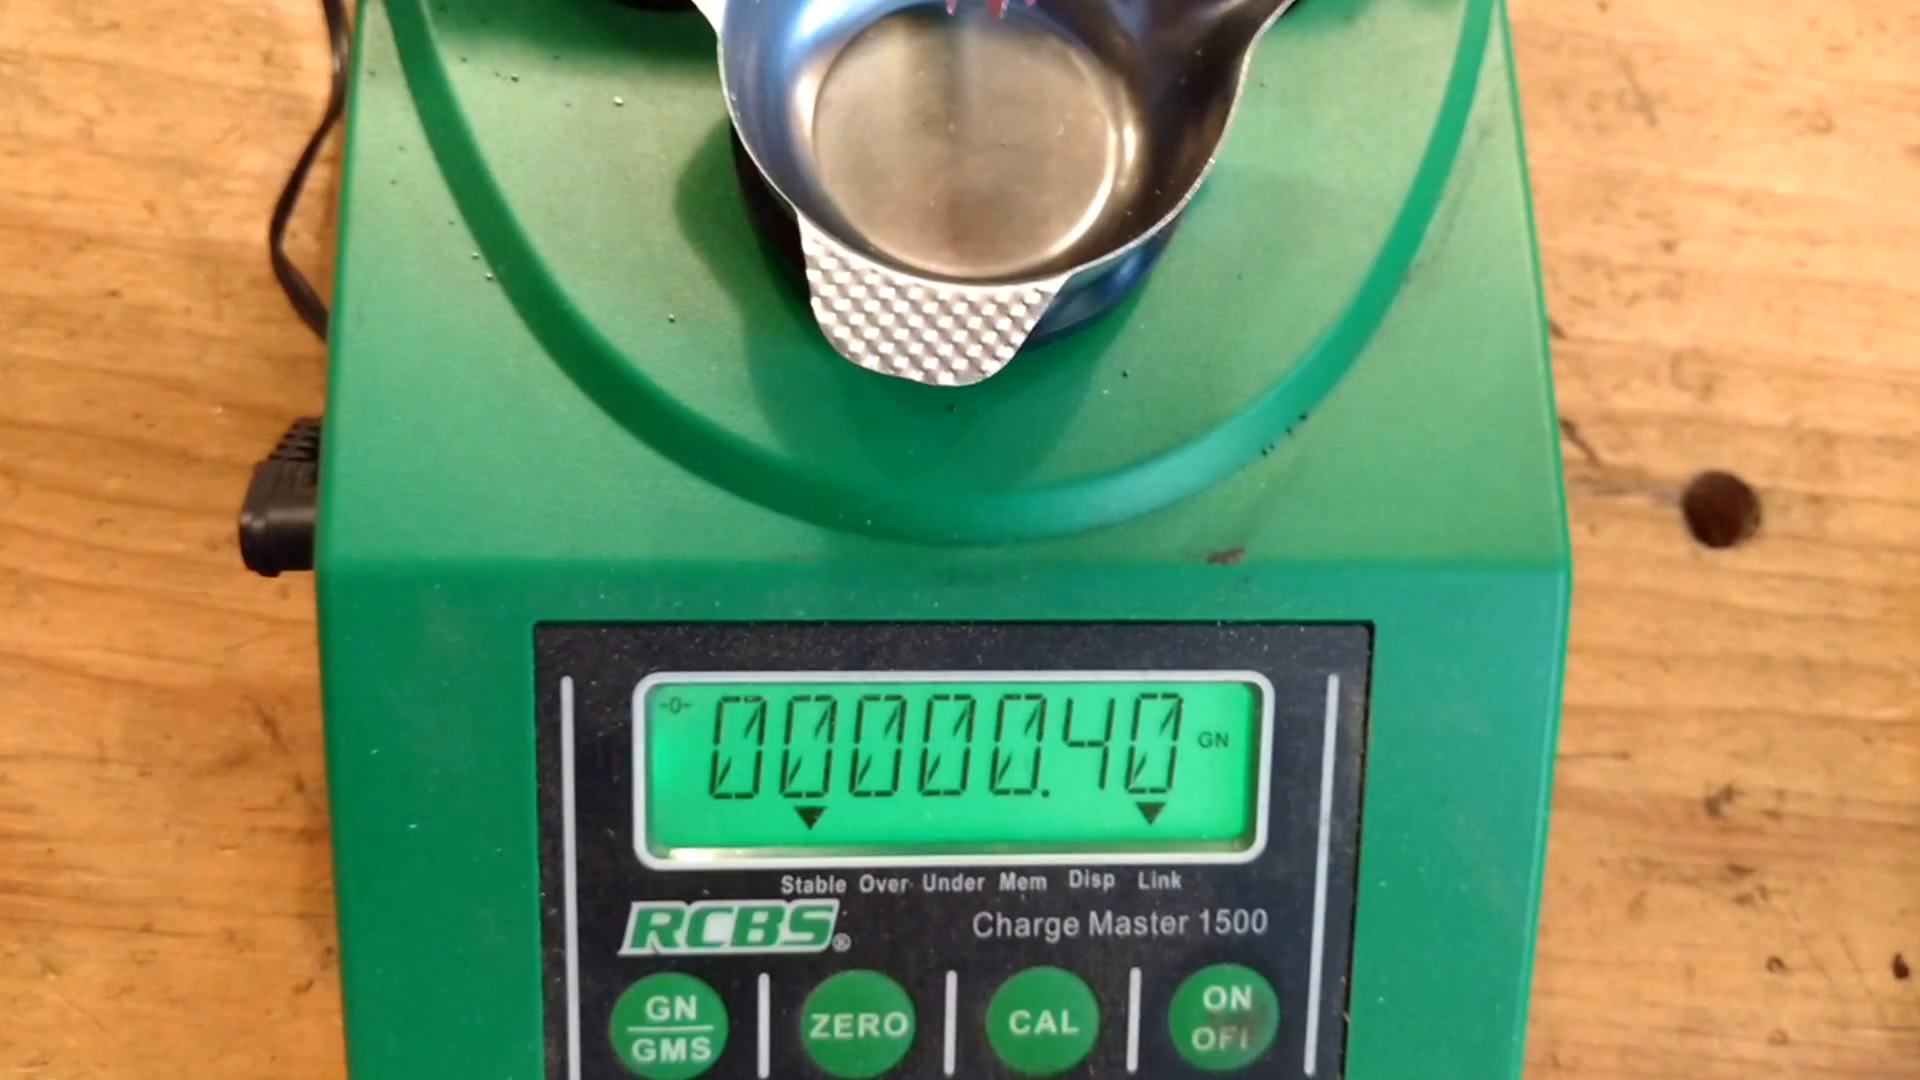 -0- 00000.40 GN
Stable Over Under Mem Disp Link
RCBS® Charge Master 1500
GN
GMS
ZERO
CAL
ON
OFF